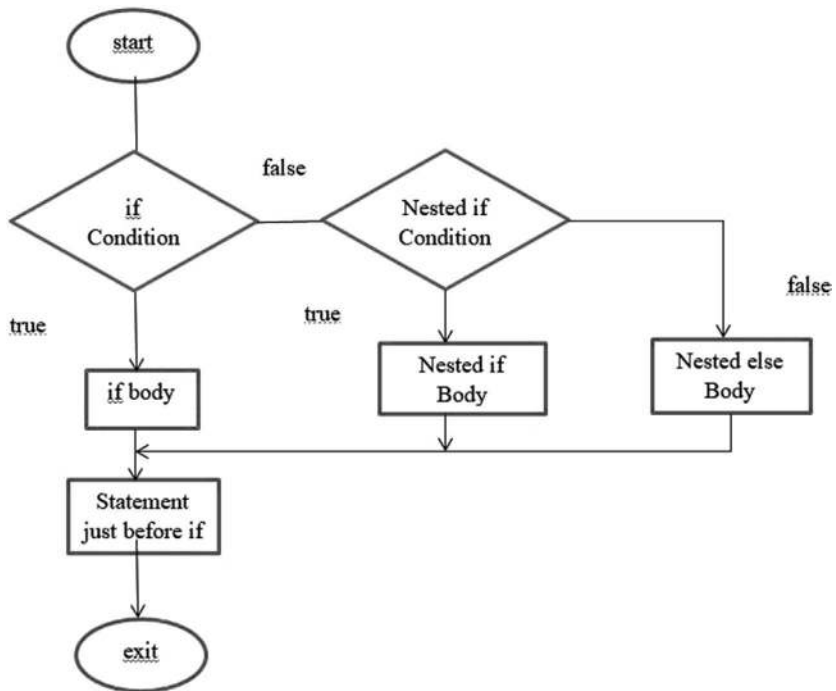 start
false
if
Condition
Nested if
Condition
true
true
false
if body
Nested if
Body
Nested else
Body
Statement
just before if
exit